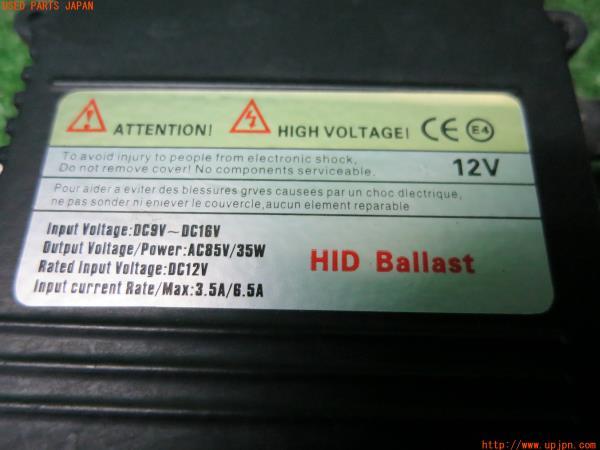 USED PARTS JAPAN
ATTENTION! HIGH VOLTAGE! CE E4
To avoid injury to people from electronic shock, 12V
Do not remove cover! No components serviceable.
Pour aider a eviter des blessures grves causees par un choc dlectrique,
ne pas sonder ni enlever le couvercle, aucun element reparable
Input Voltage:DC9V~DC16V
Output Voltage/Power:AC85V/35W
Rated Input Voltage:DC12V HID Ballast
Input current Rate/Max:3.5A/6.5A
http://www.upjpn.com